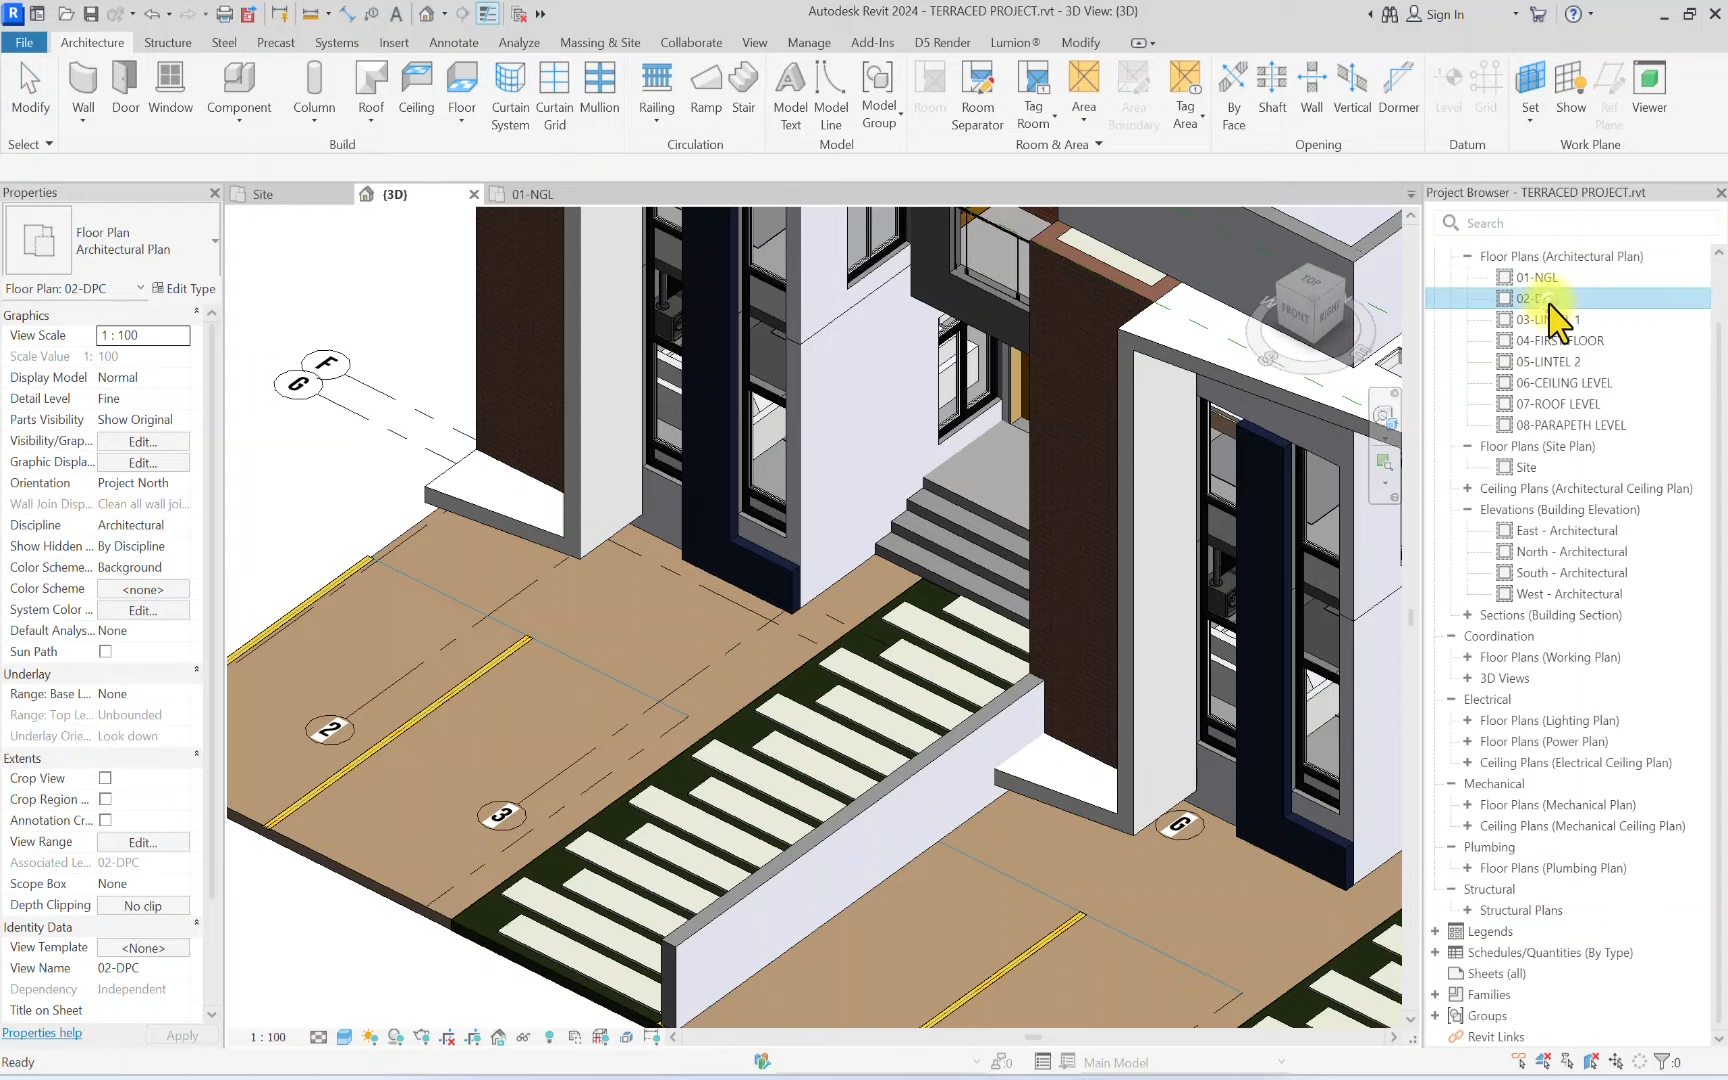 Autodesk Revit 2024 - TERRACED PROJECT.rvt - 3D View: {3D}
Sign In
File Architecture Structure Steel Precast Systems Insert Annotate Analyze Massing & Site Collaborate View Manage Add-Ins D5 Render Lumion® Modify
Modify
Wall
Door
Window
Component
Column
Roof
Ceiling
Floor
Curtain System
Curtain Grid
Mullion
Railing
Ramp
Stair
Model Text
Model Line
Model Group
Room
Room Separator
Tag Room
Area
Area Boundary
Tag Area
By Face
Shaft
Wall
Vertical
Dormer
Level
Grid
Set
Show
Ref Plane
Viewer
Select
Build
Circulation
Model
Room & Area
Opening
Datum
Work Plane
Properties
Floor Plan
Architectural Plan
Floor Plan: 02-DPC Edit Type
Graphics
View Scale 1 : 100
Scale Value 1: 100
Display Model Normal
Detail Level Fine
Parts Visibility Show Original
Visibility/Grap... Edit...
Graphic Displa... Edit...
Orientation Project North
Wall Join Disp... Clean all wall joi...
Discipline Architectural
Show Hidden ... By Discipline
Color Scheme... Background
Color Scheme <none>
System Color ... Edit...
Default Analys... None
Sun Path
Underlay
Range: Base L... None
Range: Top Le... Unbounded
Underlay Orie... Look down
Extents
Crop View
Crop Region ...
Annotation Cr...
View Range Edit...
Associated Le... 02-DPC
Scope Box None
Depth Clipping No clip
Identity Data
View Template <None>
View Name 02-DPC
Dependency Independent
Title on Sheet
Properties help Apply
Site
{3D}
01-NGL
F
G
2
3
G
TOP
FRONT
RIGHT
W
S
E
1 : 100
Project Browser - TERRACED PROJECT.rvt
Search
Floor Plans (Architectural Plan)
01-NGL
04-FIRST FLOOR
05-LINTEL 2
06-CEILING LEVEL
07-ROOF LEVEL
08-PARAPETH LEVEL
Floor Plans (Site Plan)
Site
Ceiling Plans (Architectural Ceiling Plan)
Elevations (Building Elevation)
East - Architectural
North - Architectural
South - Architectural
West - Architectural
Sections (Building Section)
Coordination
Floor Plans (Working Plan)
3D Views
Electrical
Floor Plans (Lighting Plan)
Floor Plans (Power Plan)
Ceiling Plans (Electrical Ceiling Plan)
Mechanical
Floor Plans (Mechanical Plan)
Ceiling Plans (Mechanical Ceiling Plan)
Plumbing
Floor Plans (Plumbing Plan)
Structural
Structural Plans
Legends
Schedules/Quantities (By Type)
Sheets (all)
Families
Groups
Revit Links
Ready
:0
Main Model
:0